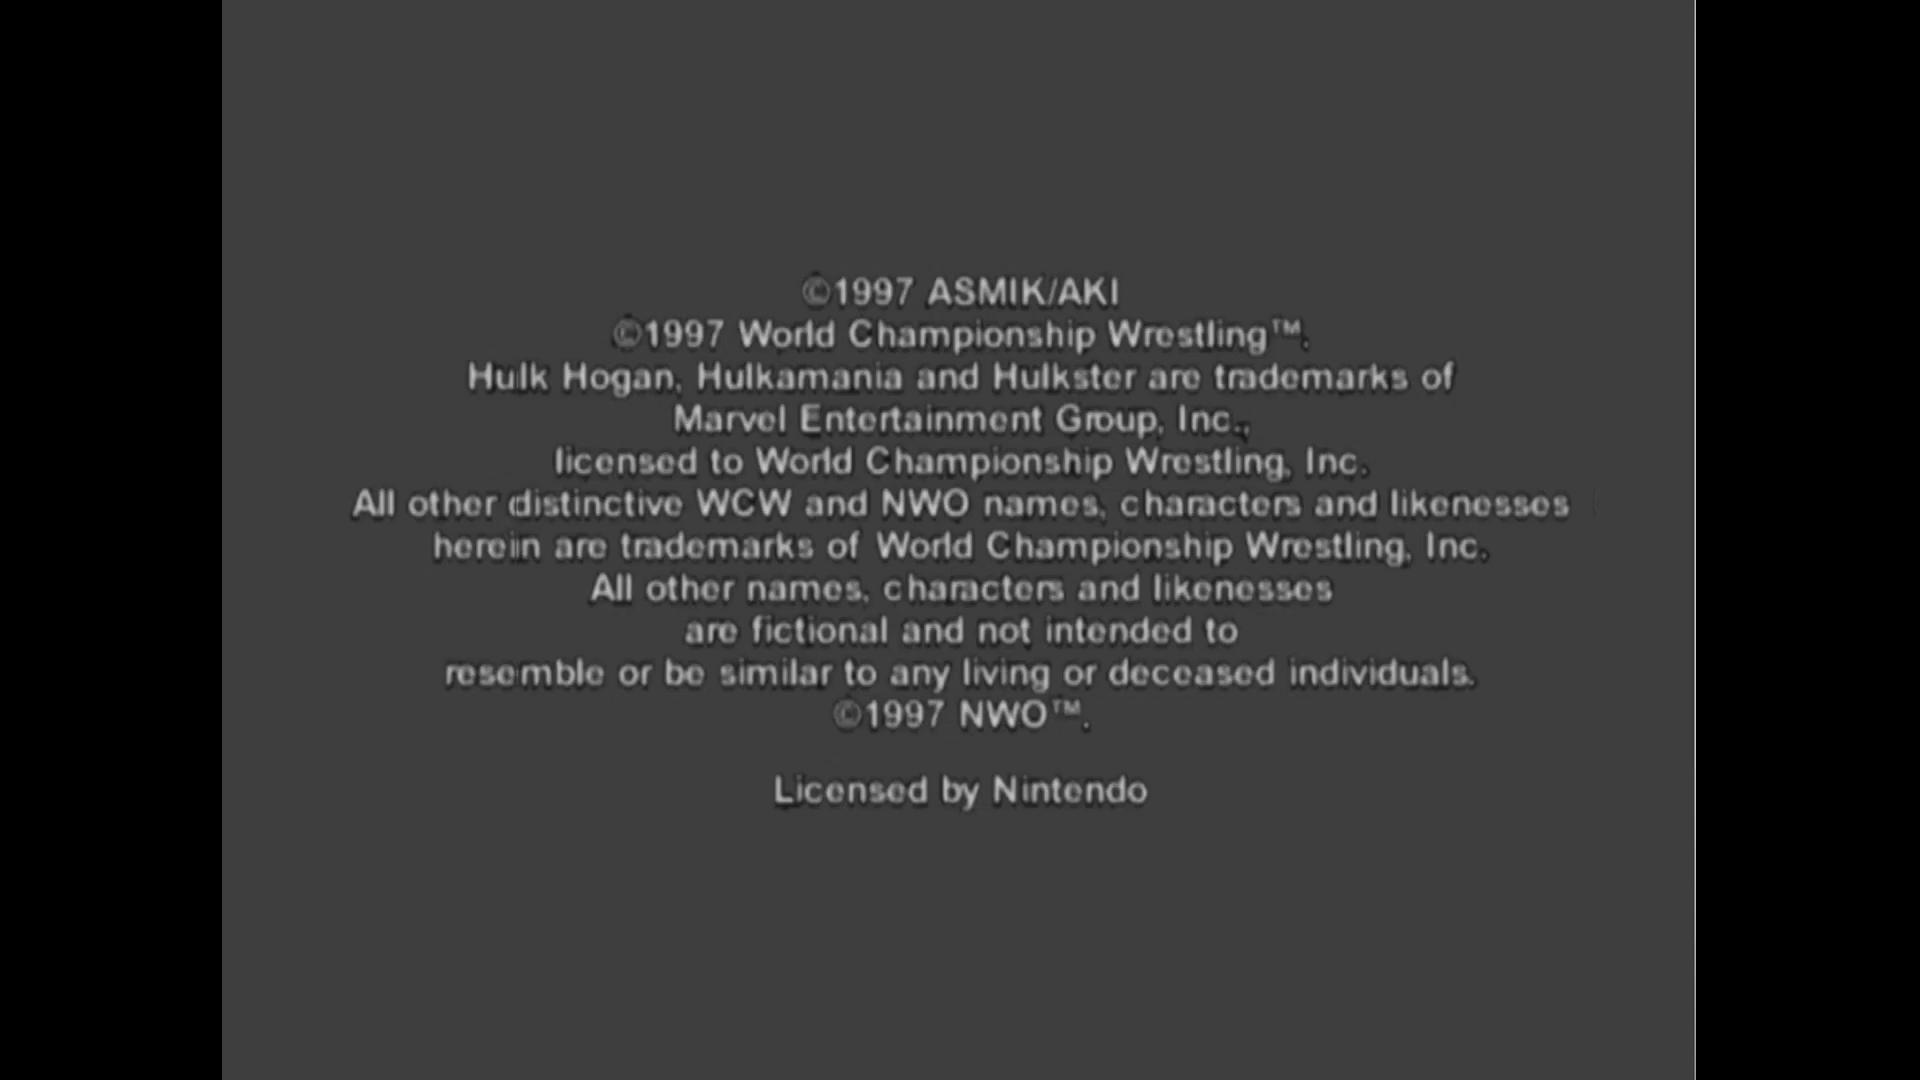 ©1997 ASMIK/AKI
©1997 World Championship Wrestling™.
Hulk Hogan, Hulkamania and Hulkster are trademarks of
Marvel Entertainment Group, Inc.,
licensed to World Championship Wrestling, Inc.
All other distinctive WCW and NWO names, characters and likenesses
herein are trademarks of World Championship Wrestling, Inc.
All other names, characters and likenesses
are fictional and not intended to
resemble or be similar to any living or deceased individuals.
©1997 NWO™.
Licensed by Nintendo